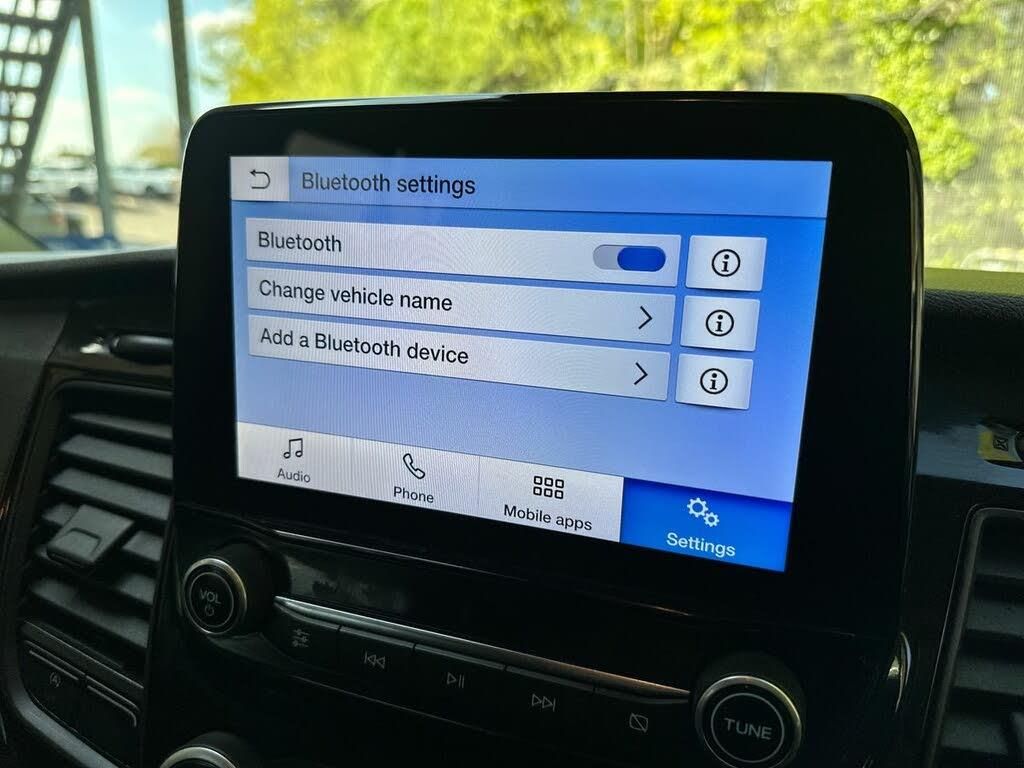 Bluetooth settings
Bluetooth
Change vehicle name
Add a Bluetooth device
Audio
Phone
Mobile apps
Settings
VOL
TUNE